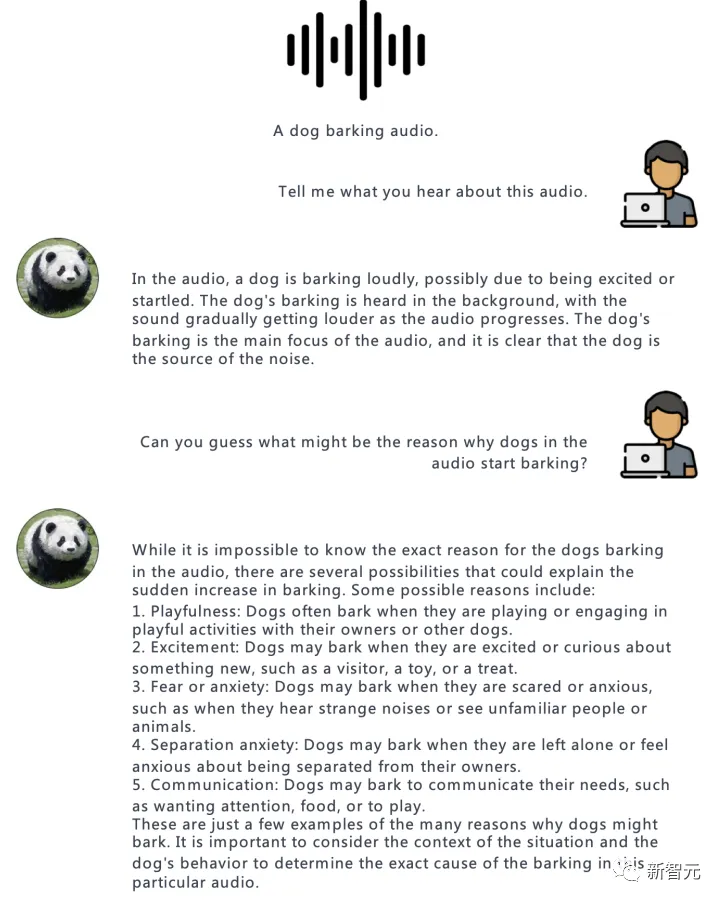 A dog barking audio.
Tell me what you hear about this audio.
In the audio, a dog is barking loudly, possibly due to being excited or
startled. The dog's barking is heard in the background, with the
sound gradually getting louder as the audio progresses. The dog's
barking is the main focus of the audio, and it is clear that the dog is
the source of the noise.
Can you guess what might be the reason why dogs in the
audio start barking?
While it is impossible to know the exact reason for the dogs barking
in the audio, there are several possibilities that could explain the
sudden increase in barking. Some possible reasons include:
1. Playfulness: Dogs often bark when they are playing or engaging in
playful activities with their owners or other dogs.
2. Excitement: Dogs may bark when they are excited or curious about
something new, such as a visitor, a toy, or a treat.
3. Fear or anxiety: Dogs may bark when they are scared or anxious,
such as when they hear strange noises or see unfamiliar people or
animals.
4. Separation anxiety: Dogs may bark when they are left alone or feel
anxious about being separated from their owners.
5. Communication: Dogs may bark to communicate their needs, such
as wanting attention, food, or to play.
These are just a few examples of the many reasons why dogs might
bark. It is important to consider the context of the situation and the
dog's behavior to determine the exact cause of the barking in
particular audio.
新智元